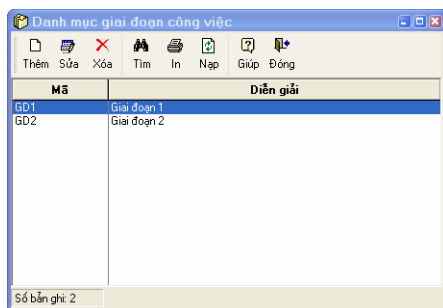 Danh mục giai đoạn công việc
Thêm Sửa Xóa Tìm In Nạp Giúp Đóng
Mã Diễn giải
GD1 Giai đoạn 1
GD2 Giai đoạn 2
Số bản ghi: 2